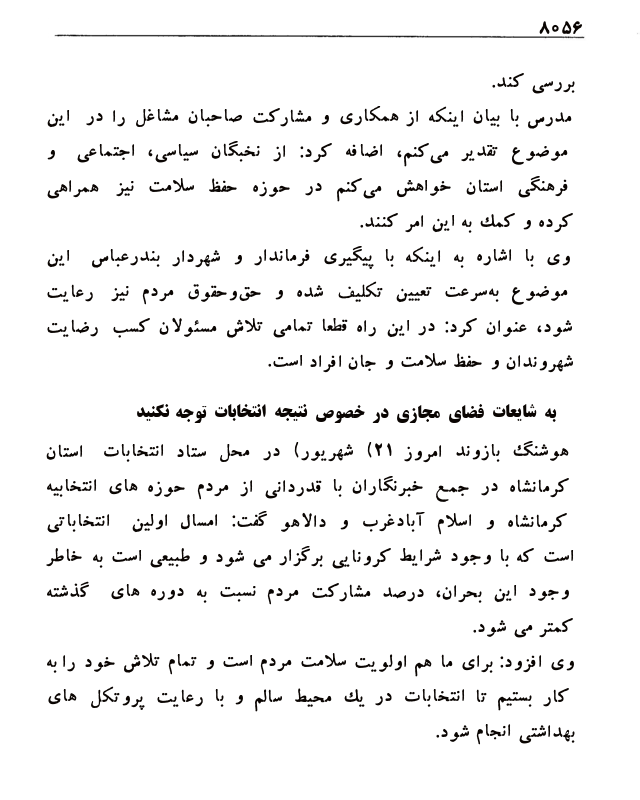 ۸۰۵۶
بررسی کند.
مدرس با بیان اینکه از همکاری و مشارکت صاحبان مشاغل را در این
موضوع تقدیر می‌کنم، اضافه کرد: از نخبگان سیاسی، اجتماعی و
فرهنگی استان خواهش می‌کنم در حوزه حفظ سلامت نیز همراهی
کرده و کمك به این امر کنند.
وی با اشاره به اینکه با پیگیری فرماندار و شهردار بندرعباس این
موضوع به‌سرعت تعیین تکلیف شده و حق‌وحقوق مردم نیز رعایت
شود، عنوان کرد: در این راه قطعا تمامی تلاش مسئولان کسب رضایت
شهروندان و حفظ سلامت و جان افراد است.
به شایعات فضای مجازی در خصوص نتیجه انتخابات توجه نکنید
هوشنگ بازوند امروز ۲۱) شهریور) در محل ستاد انتخابات استان
کرمانشاه در جمع خبرنگاران با قدردانی از مردم حوزه های انتخابیه
کرمانشاه و اسلام آبادغرب و دالاهو گفت: امسال اولین انتخاباتی
است که با وجود شرایط کرونایی برگزار می شود و طبیعی است به خاطر
وجود این بحران، درصد مشارکت مردم نسبت به دوره های گذشته
کمتر می شود.
وی افزود: برای ما هم اولویت سلامت مردم است و تمام تلاش خود را به
کار بستیم تا انتخابات در یك محیط سالم و با رعایت پروتکل های
بهداشتی انجام شود.